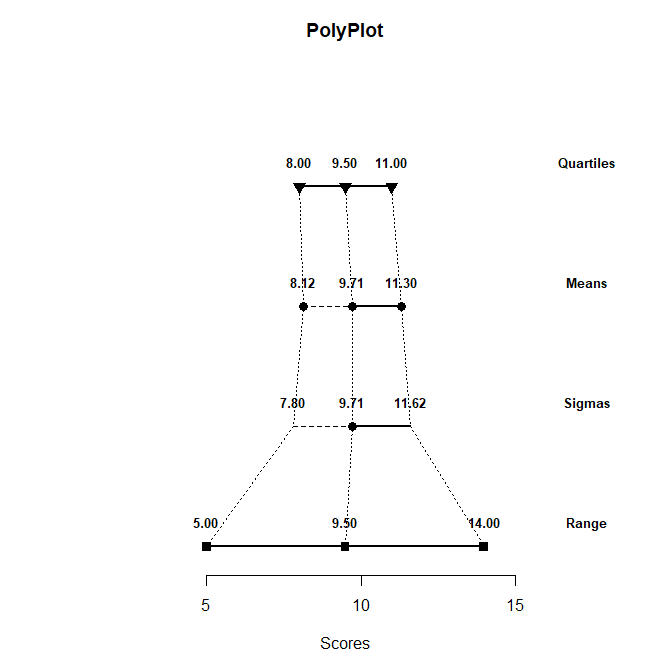 PolyPlot
8.00 9.50 11.00 Quartiles
8.12 9.71 11.30 Means
7.80 9.71 11.62 Sigmas
5.00 9.50 14.00 Range
5 10 15
Scores